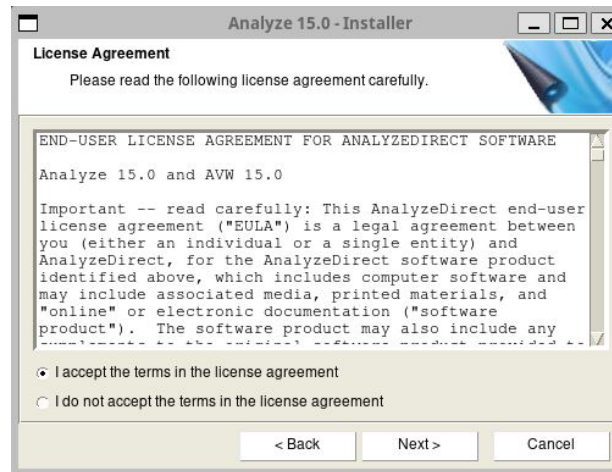 Analyze 15.0 - Installer
License Agreement
Please read the following license agreement carefully.
END-USER LICENSE AGREEMENT FOR ANALYZEDIRECT SOFTWARE
Analyze 15.0 and AVW 15.0
Important -- read carefully: This AnalyzeDirect end-user
license agreement ("EULA") is a legal agreement between
you (either an individual or a single entity) and
AnalyzeDirect, for the AnalyzeDirect software product
identified above, which includes computer software and
may include associated media, printed materials, and
"online" or electronic documentation ("software
product").  The software product may also include any
I accept the terms in the license agreement
I do not accept the terms in the license agreement
< Back
Next >
Cancel